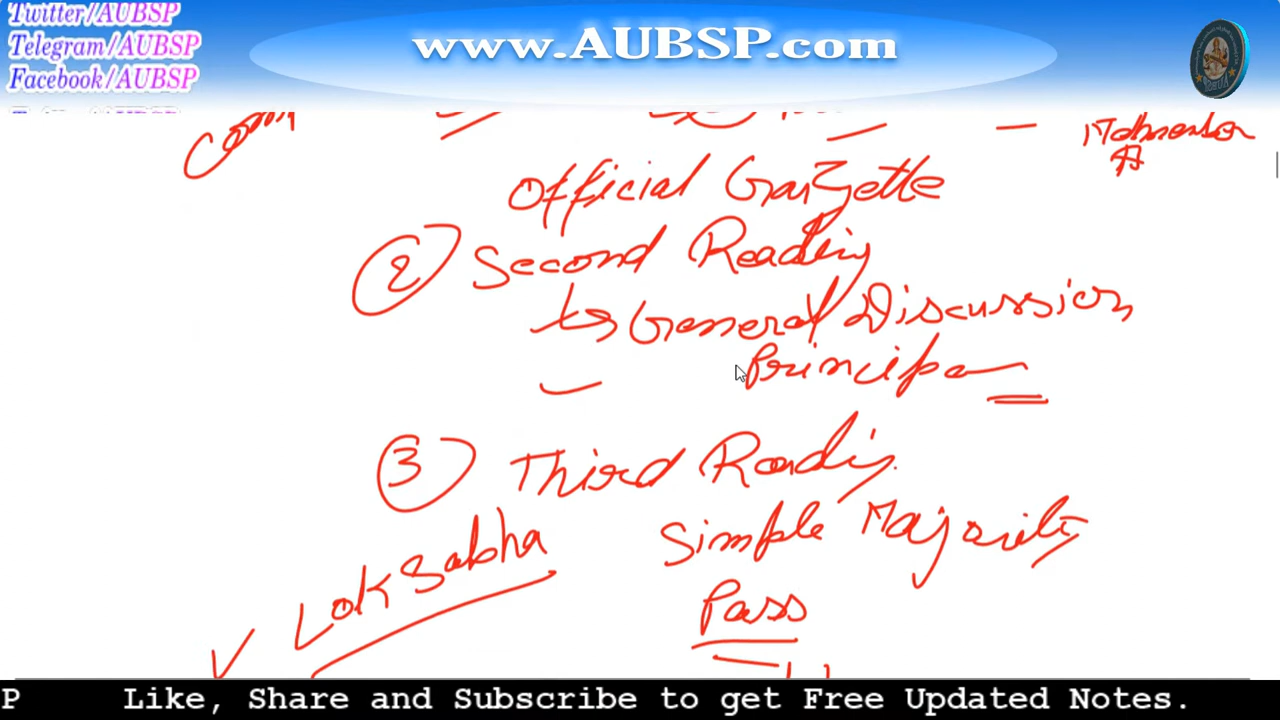 Twitter/AUBSP
Telegram/AUBSP
Facebook/AUBSP
www.AUBSP.com
Official Gazette
② Second Reading
↳ General Discussion
Principa
③ Third Reading
Simple Majority
Lok Sabha
Pass
P Like, Share and Subscribe to get Free Updated Notes.